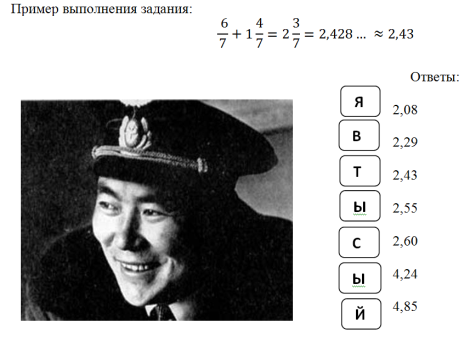 Пример выполнения задания:
6/7 + 1 4/7 = 2 3/7 = 2,428 … ≈ 2,43
Ответы:
Я 2,08
В 2,29
Т 2,43
Ы 2,55
С 2,60
Ы 4,24
Й 4,85